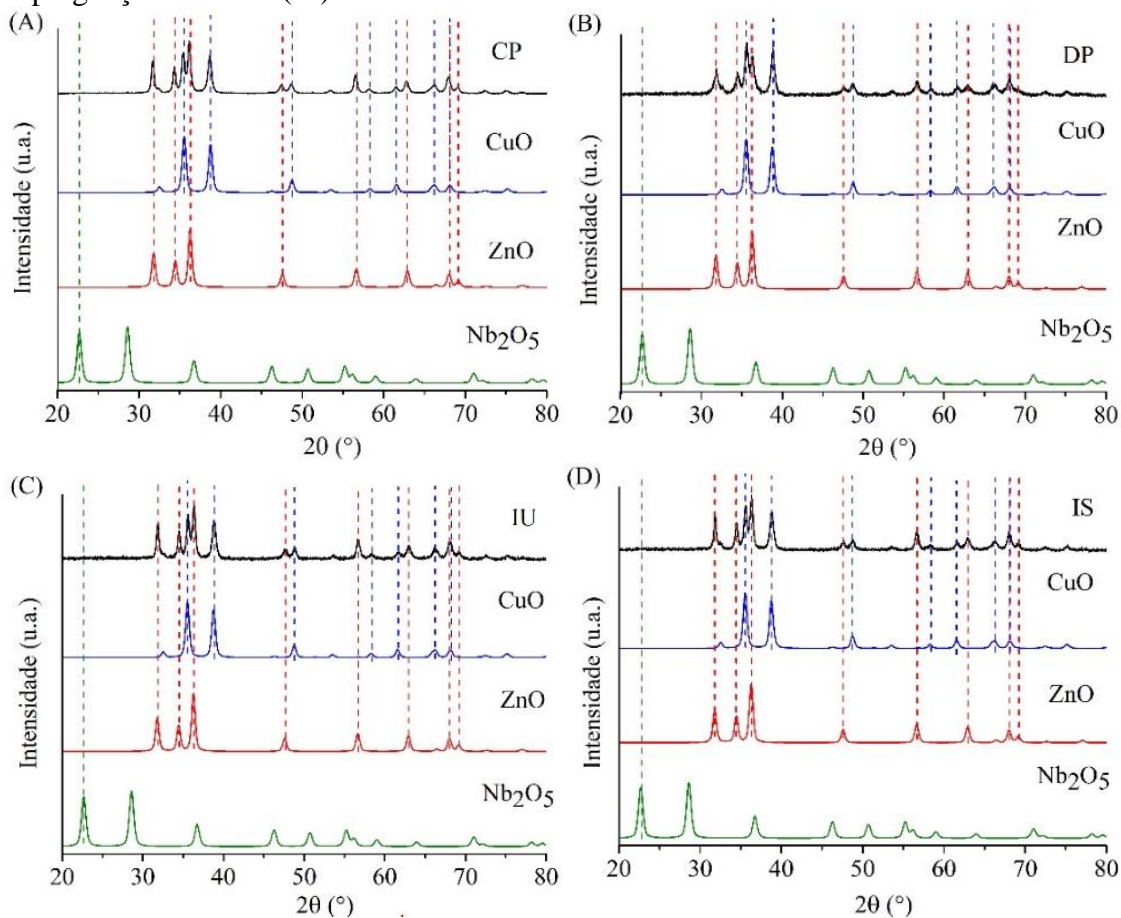 (A)
CP
CuO
ZnO
Nb2O5
Intensidade (u.a.)
20 30 40 50 60 70 80
2θ (°)
(B)
DP
CuO
ZnO
Nb2O5
Intensidade (u.a.)
20 30 40 50 60 70 80
2θ (°)
(C)
IU
CuO
ZnO
Nb2O5
Intensidade (u.a.)
20 30 40 50 60 70 80
2θ (°)
(D)
IS
CuO
ZnO
Nb2O5
Intensidade (u.a.)
20 30 40 50 60 70 80
2θ (°)